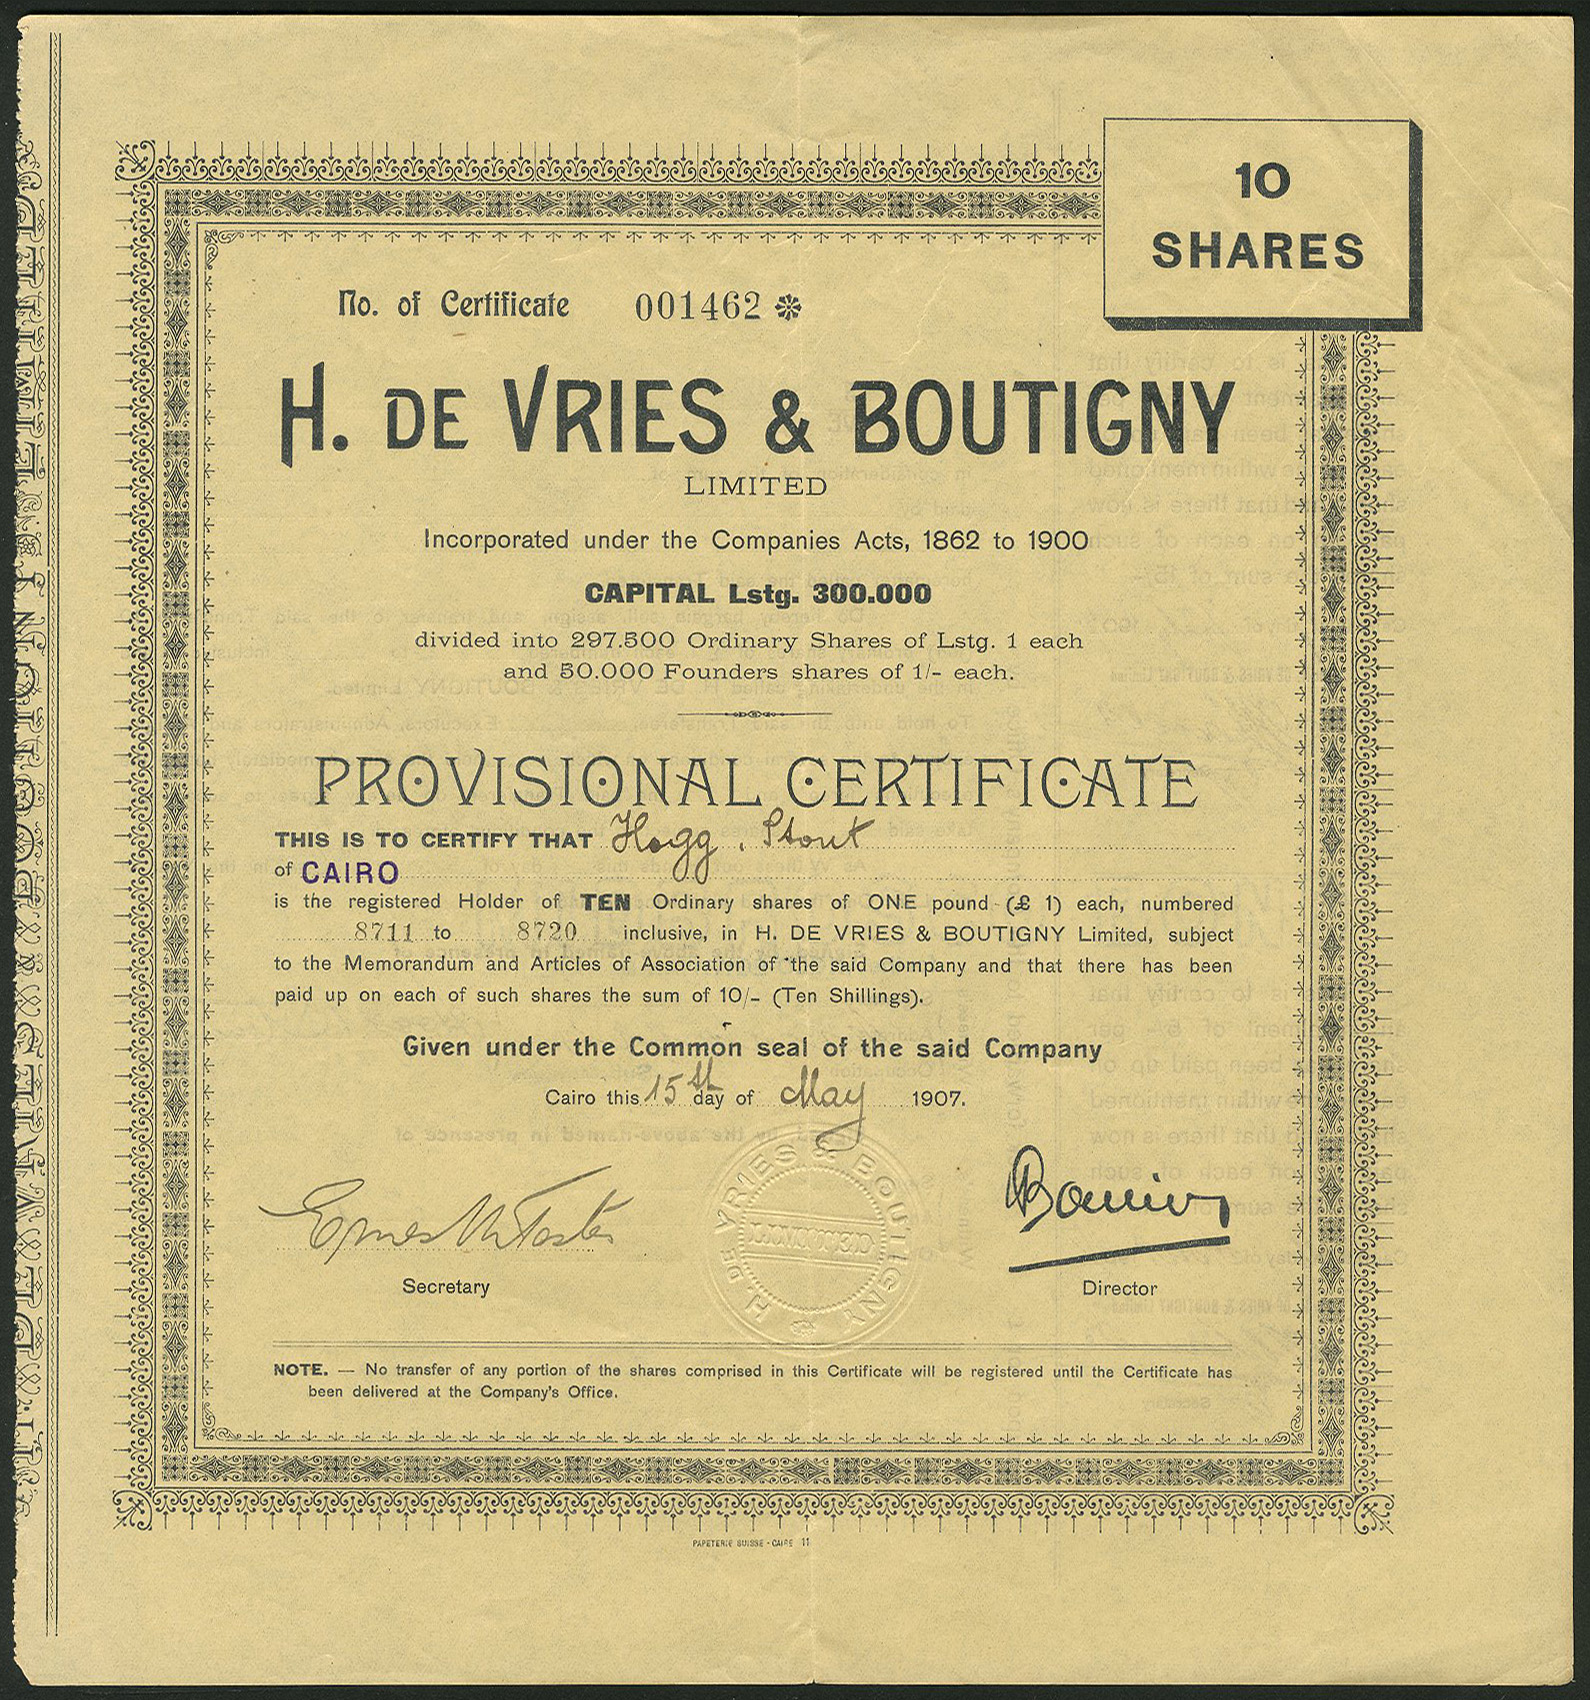 10
SHARES
No. of Certificate 001462
H. DE VRIES & BOUTIGNY
LIMITED
Incorporated under the Companies Acts, 1862 to 1900
CAPITAL Lstg. 300.000
divided into 297.500 Ordinary Shares of Lstg. 1 each
and 50.000 Founders shares of 1/- each.
PROVISIONAL CERTIFICATE
THIS IS TO CERTIFY THAT Hogg, Stout
of CAIRO
is the registered Holder of TEN Ordinary shares of ONE pound (£ 1) each, numbered
8711 to 8720 inclusive, in H. DE VRIES & BOUTIGNY Limited, subject
to the Memorandum and Articles of Association of the said Company and that there has been
paid up on each of such shares the sum of 10/- (Ten Shillings).
Given under the Common seal of the said Company
Cairo this 15th day of May 1907.
H. DE VRIES & BOUTIGNY
Secretary
Director
NOTE. — No transfer of any portion of the shares comprised in this Certificate will be registered until the Certificate has
been delivered at the Company's Office.
PAPETERIE SUISSE - CAIRE 11